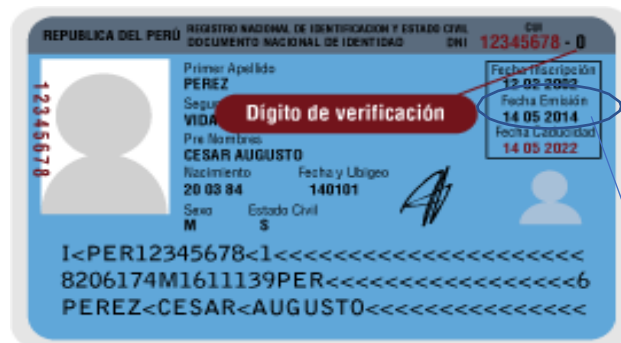 REPUBLICA DEL PERÚ
REGISTRO NACIONAL DE IDENTIFICACION Y ESTADO CIVIL
DOCUMENTO NACIONAL DE IDENTIDAD DNI
CUI
12345678 - 0
12345678
Primer Apellido
PEREZ
Segu
VIDA
Dígito de verificación
Pre Nombres
CESAR AUGUSTO
Nacimiento Fecha y Ubigeo
20 03 84 140101
Sexo Estado Civil
M S
Fecha Inscripción
12 02 2002
Fecha Emisión
14 05 2014
Fecha Caducidad
14 05 2022
I<PER12345678<1<<<<<<<<<<<<<<<<<<<<<
8206174M1611139PER<<<<<<<<<<<<<<<6
PEREZ<CESAR<AUGUSTO<<<<<<<<<<<<<<<